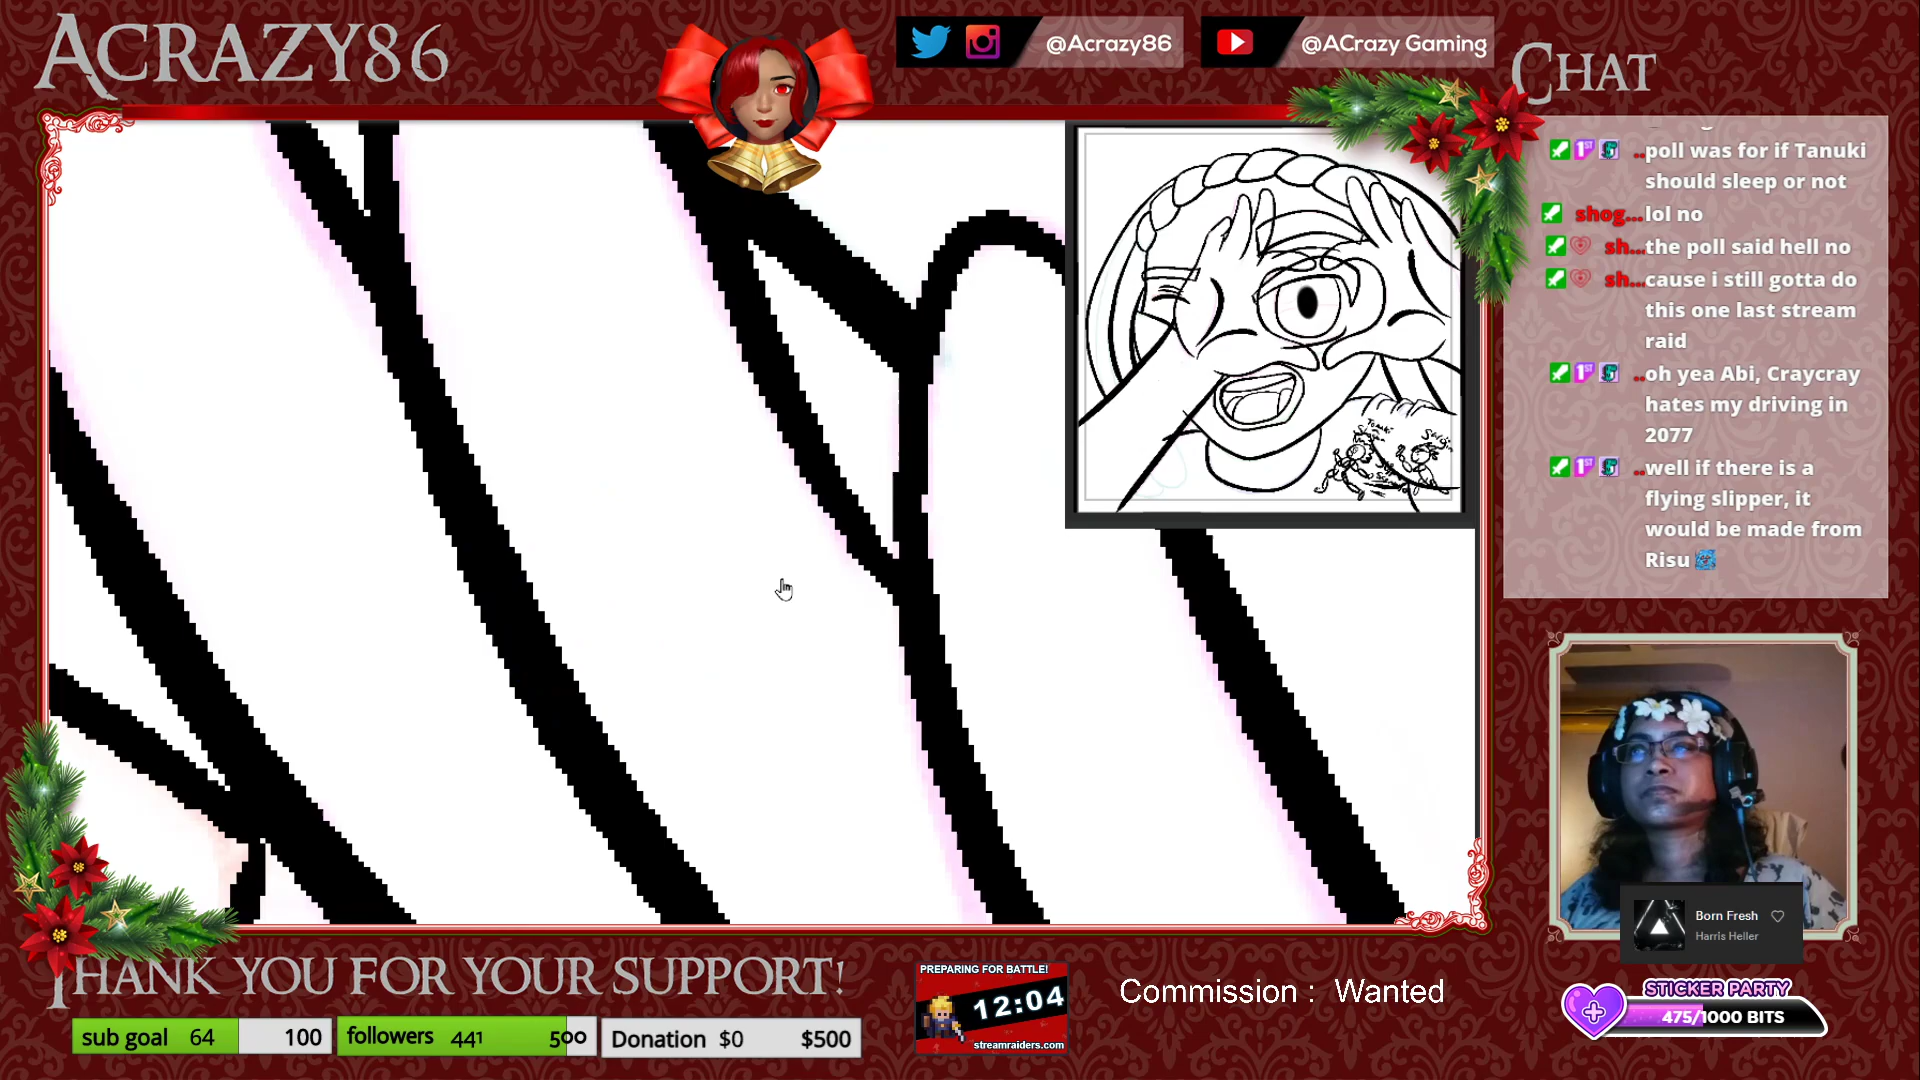 ACRAZY86
@Acrazy86
@ACrazy Gaming
CHAT
..poll was for if Tanuki
should sleep or not
shog...lol no
sh...the poll said hell no
sh...cause i still gotta do
this one last stream
raid
..oh yea Abi, Craycray
hates my driving in
2077
..well if there is a
flying slipper, it
would be made from
Risu
Born Fresh
Harris Heller
THANK YOU FOR YOUR SUPPORT!
sub goal 64 100
followers 441 500
Donation $0 $500
PREPARING FOR BATTLE!
12:04
streamraiders.com
Commission : Wanted
STICKER PARTY
475/1000 BITS